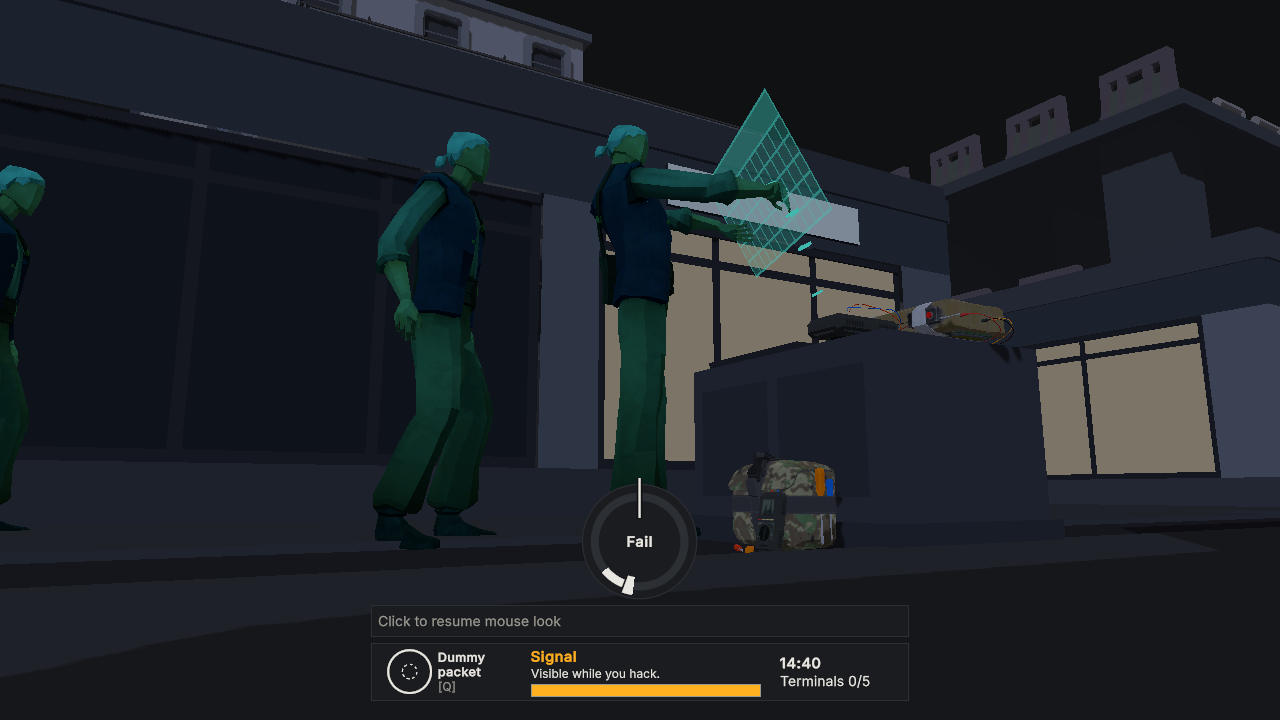 Fail
Click to resume mouse look
Dummy
packet
[Q]
Signal
Visible while you hack.
14:40
Terminals 0/5